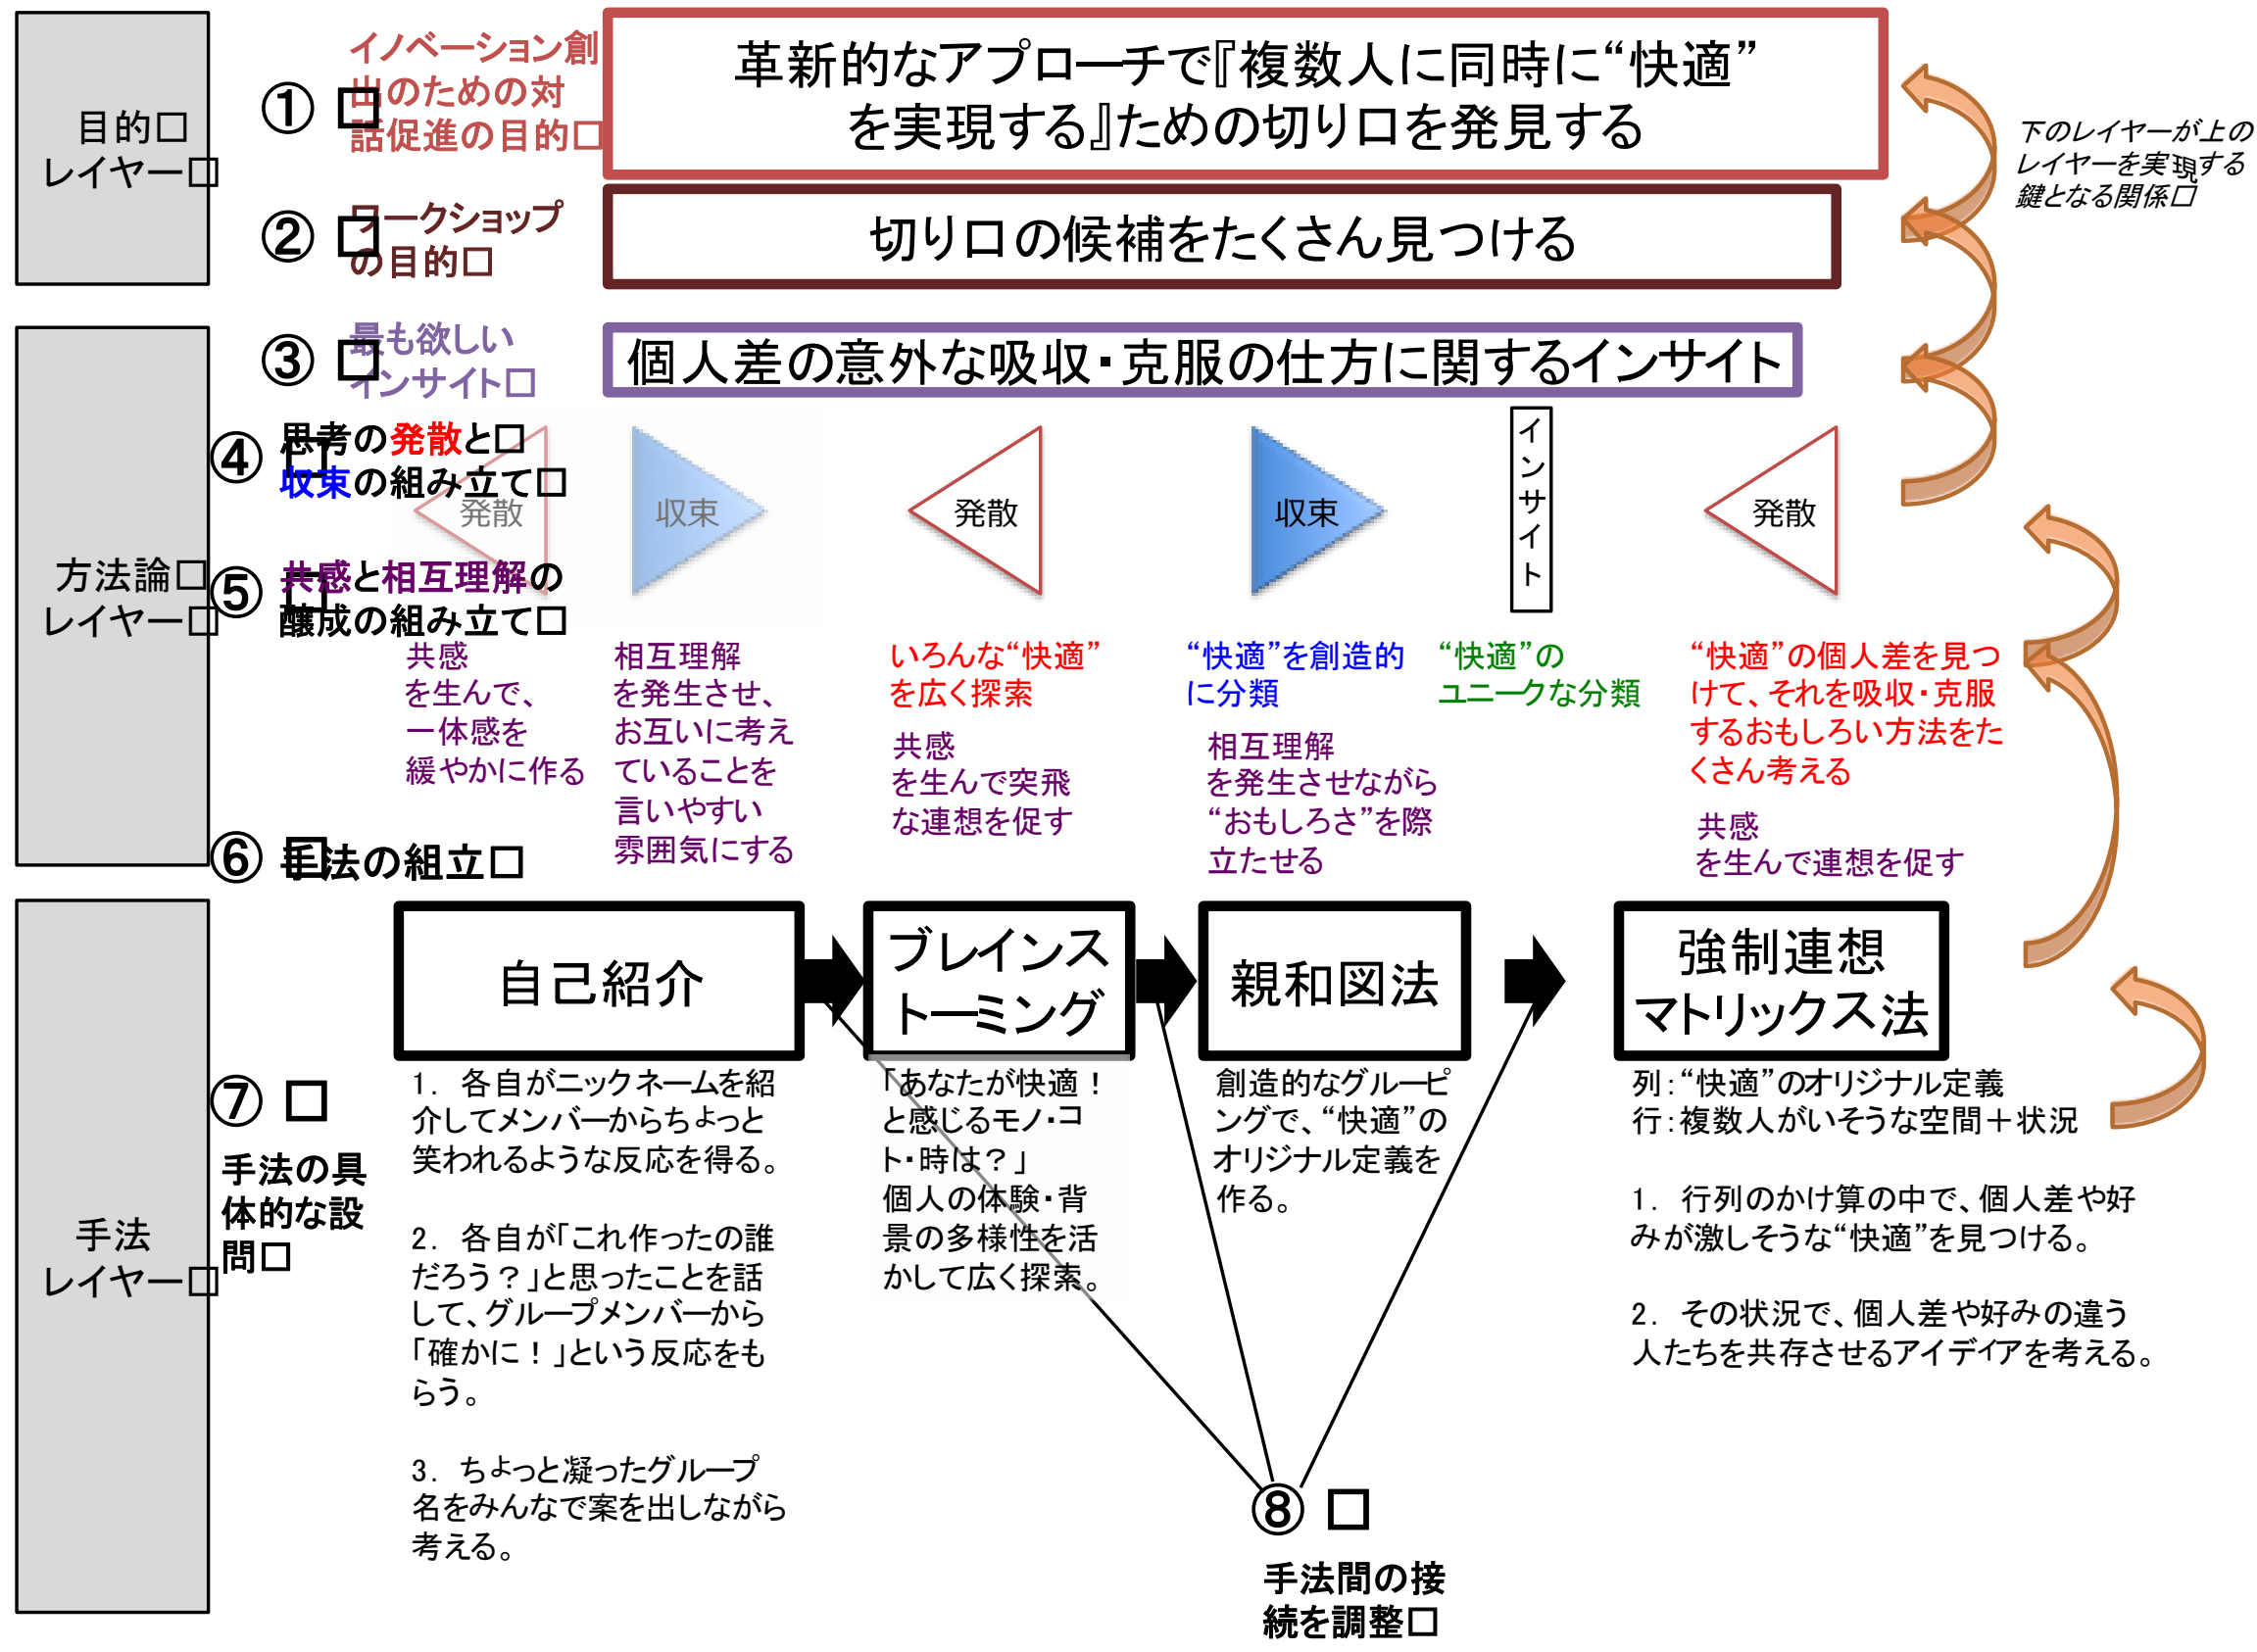 目的
レイヤー
①
イノベーション創
出のための対
話促進の目的
革新的なアプローチで『複数人に同時に“快適”
を実現する』ための切り口を発見する
下のレイヤーが上の
レイヤーを実現する
鍵となる関係
②
ワークショップ
の目的
切り口の候補をたくさん見つける
方法論
レイヤー
③
最も欲しい
インサイト
個人差の意外な吸収・克服の仕方に関するインサイト
④
思考の発散と
収束の組み立て
発散
収束
発散
収束
インサイト
発散
⑤
共感と相互理解の
醸成の組み立て
共感
を生んで、
一体感を
緩やかに作る
相互理解
を発生させ、
お互いに考え
ていることを
言いやすい
雰囲気にする
いろんな“快適”
を広く探索
共感
を生んで突飛
な連想を促す
“快適”を創造的
に分類
相互理解
を発生させながら
“おもしろさ”を際
立たせる
“快適”の
ユニークな分類
“快適”の個人差を見つ
けて、それを吸収・克服
するおもしろい方法をた
くさん考える
共感
を生んで連想を促す
⑥
手法の組立
手法
レイヤー
自己紹介
ブレインス
トーミング
親和図法
強制連想
マトリックス法
⑦
手法の具
体的な設
問
1. 各自がニックネームを紹
介してメンバーからちょっと
笑われるような反応を得る。
2. 各自が「これ作ったの誰
だろう？」と思ったことを話
して、グループメンバーから
「確かに！」という反応をも
らう。
3. ちょっと凝ったグループ
名をみんなで案を出しながら
考える。
「あなたが快適！
と感じるモノ・コ
ト・時は？」
個人の体験・背
景の多様性を活
かして広く探索。
創造的なグルーピ
ングで、“快適”の
オリジナル定義を
作る。
列：“快適”のオリジナル定義
行：複数人がいそうな空間＋状況
1. 行列のかけ算の中で、個人差や好
みが激しそうな“快適”を見つける。
2. その状況で、個人差や好みの違う
人たちを共存させるアイデイアを考える。
⑧
手法間の接
続を調整